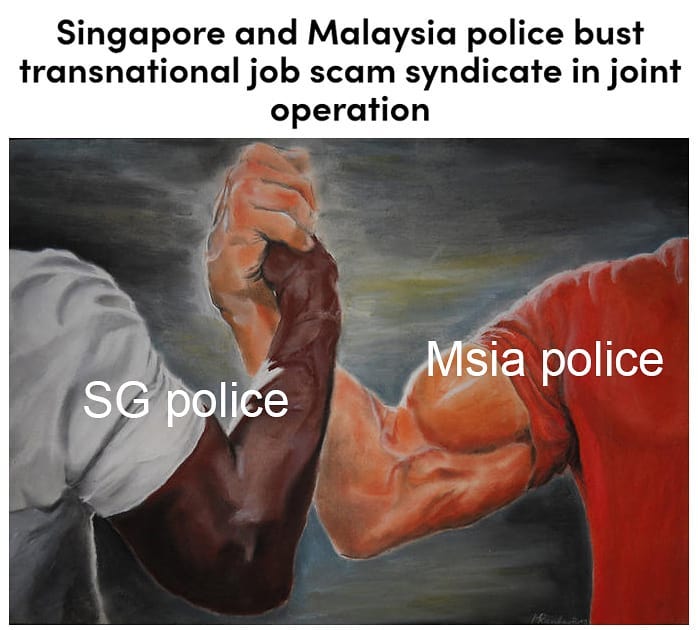 Singapore and Malaysia police bust
transnational job scam syndicate in joint
operation
Msia police
SG police